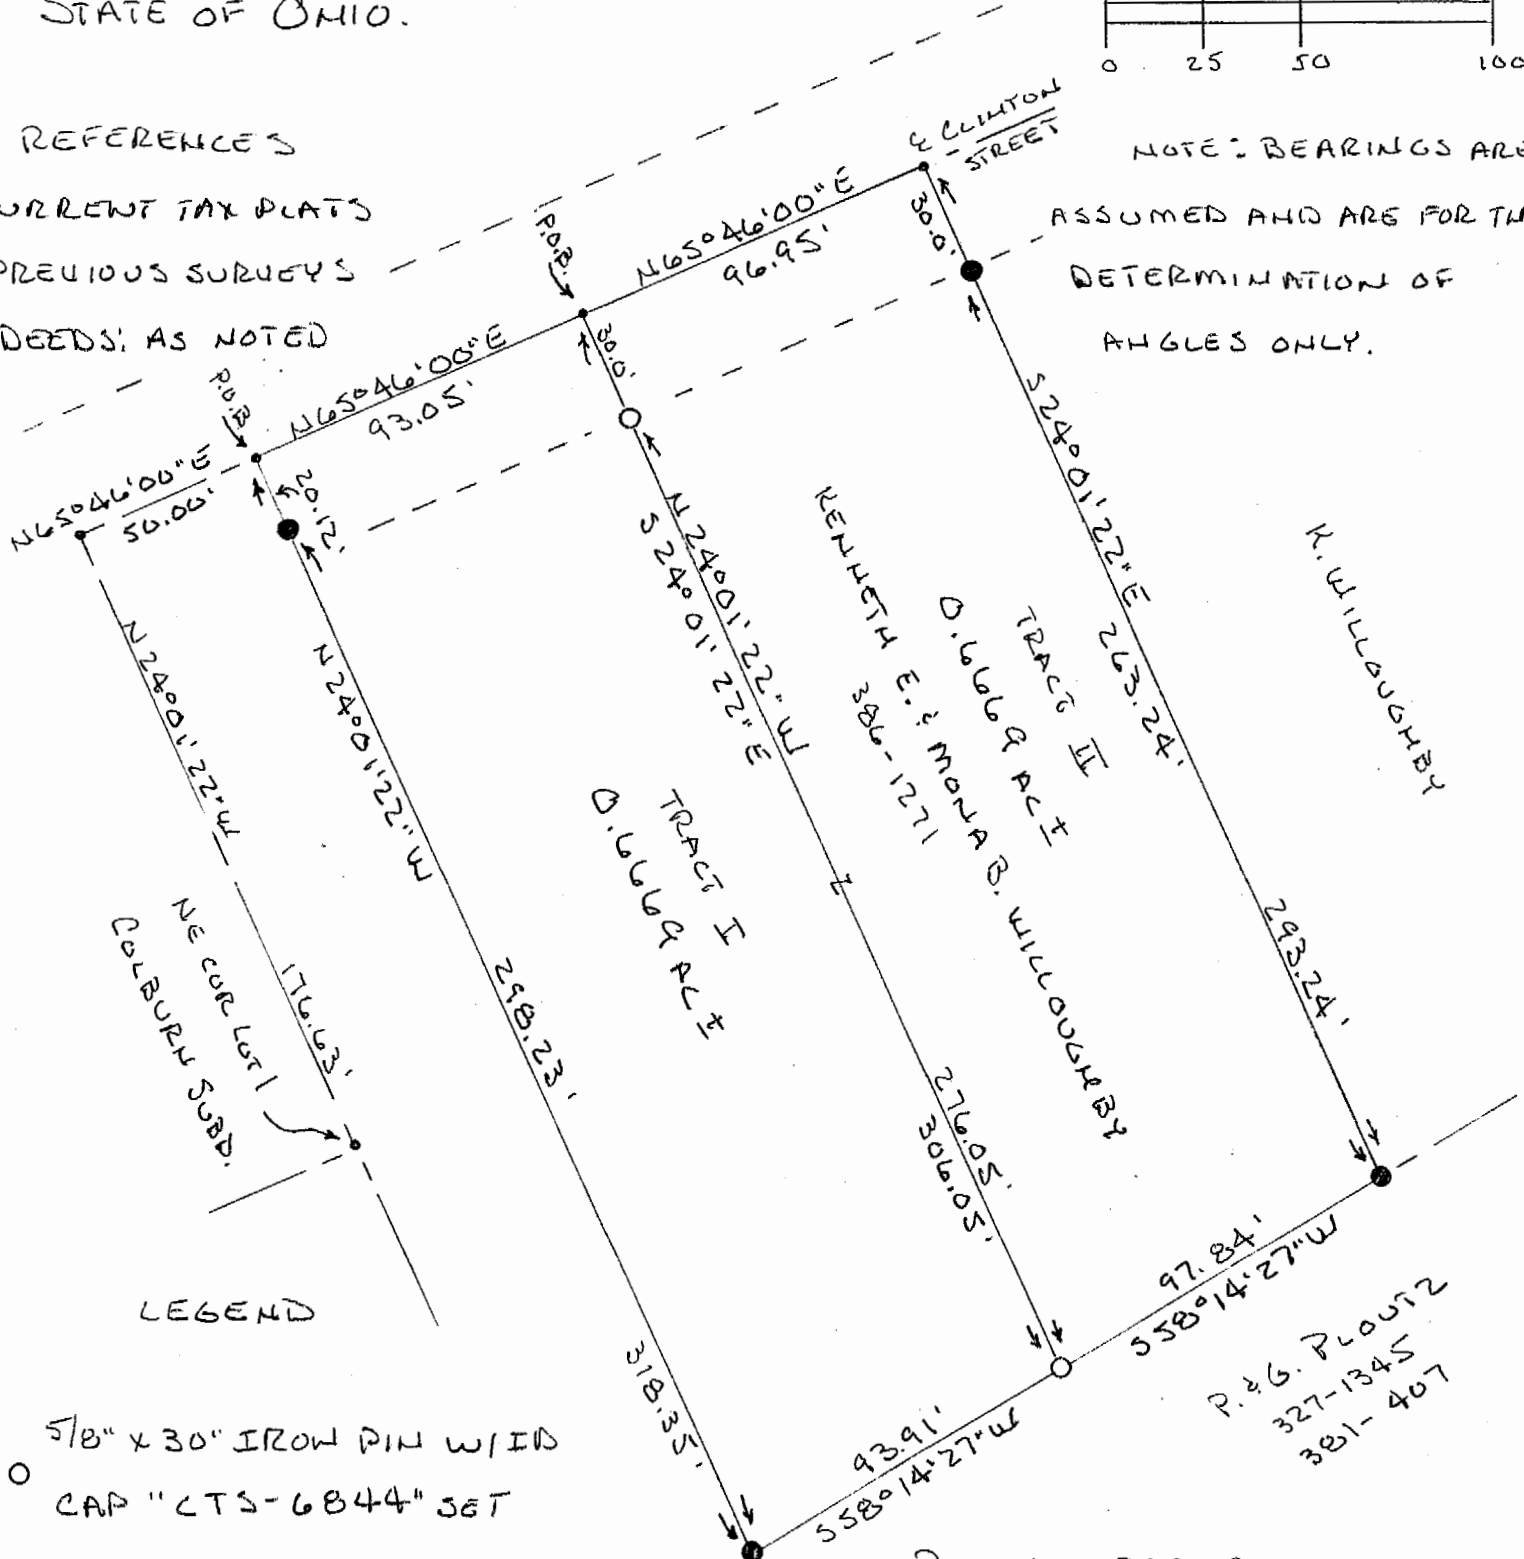 STATE OF OHIO.
0 25 50 100
REFERENCES
CURRENT TAX PLATS
PREVIOUS SURVEYS
DEEDS: AS NOTED
NOTE: BEARINGS ARE
ASSUMED AND ARE FOR THE
DETERMINATION OF
ANGLES ONLY.
℄ CLINTON
STREET
P.O.B.
N65°46'00"E
96.95'
30.0'
30.0'
P.O.B.
N65°46'00"E
93.05'
N65°46'00"E
50.00'
20.12'
N24°01'22"W
176.63'
NE COR LOT 1
COLBURN SUBD.
N24°01'22"W
298.23'
318.35'
TRACT I
0.6669 AC ±
N24°01'22"W
S24°01'22"E
276.05'
306.05'
TRACT II
0.6669 AC ±
KENNETH E. & MONA B. WILLOUGHBY
386-1271
S24°01'22"E
263.24'
293.24'
K. WILLOUGHBY
97.84'
S58°14'27"W
93.91'
S58°14'27"W
P. & G. PLOUTZ
327-1345
381-407
LEGEND
5/8" X 30" IRON PIN W/ID
CAP "CTS-6844" SET